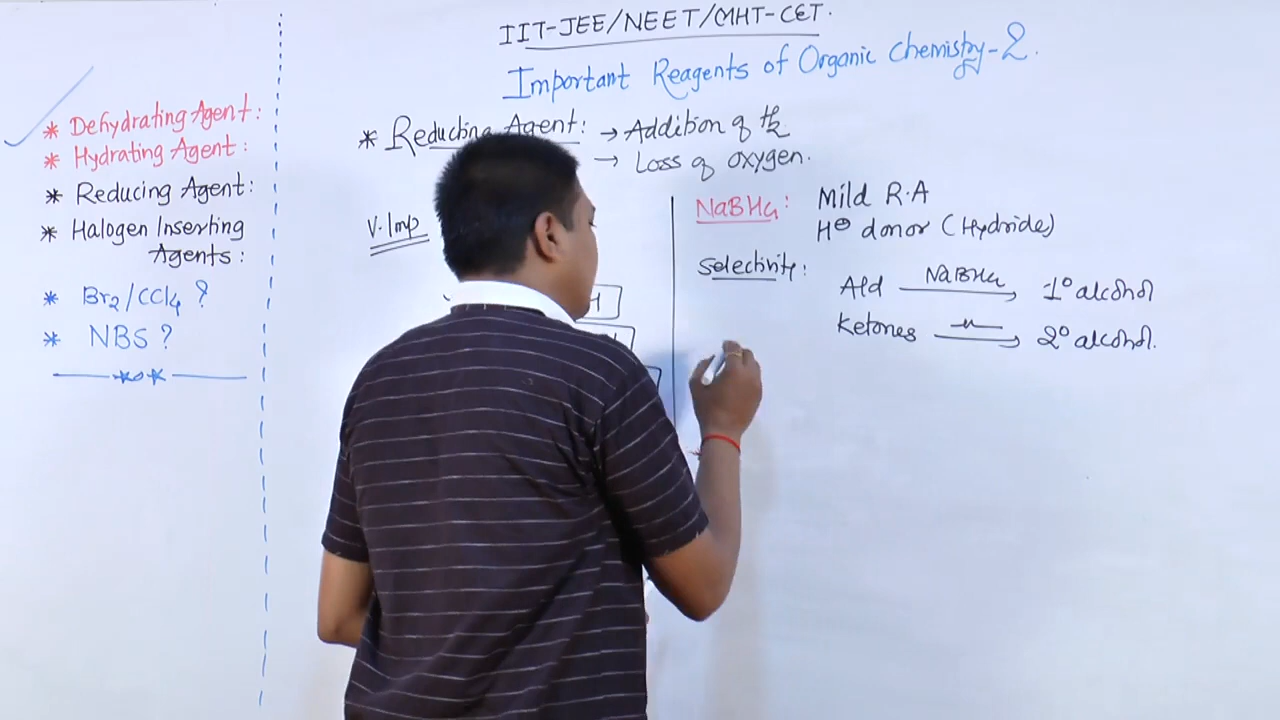 IIT-JEE/NEET/MHT-CET.
Important Reagents of Organic Chemistry-2.
* Dehydrating Agent:
* Hydrating Agent:
* Reducing Agent:
* Halogen Inserting
Agents:
* Br2/CCl4 ?
* NBS ?
* Reducing Agent: → Addition of H2
→ Loss of oxygen.
V. Imp
NaBH4: Mild R.A
H⊖ donor (Hydride)
Selectivity:
Ald NaBH4 → 1° alcohol
Ketones —〃— → 2° alcohol.